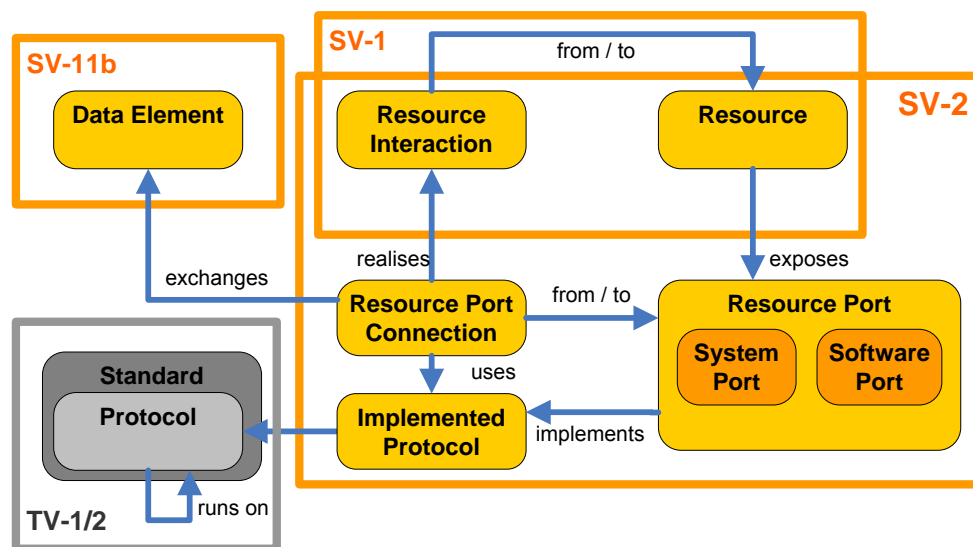 SV-1
from / to
SV-11b
SV-2
Data Element
Resource
Interaction
Resource
realises
exposes
exchanges
Resource Port
Connection
from / to
Resource Port
System
Port
Software
Port
Standard
uses
Protocol
Implemented
Protocol
implements
runs on
TV-1/2